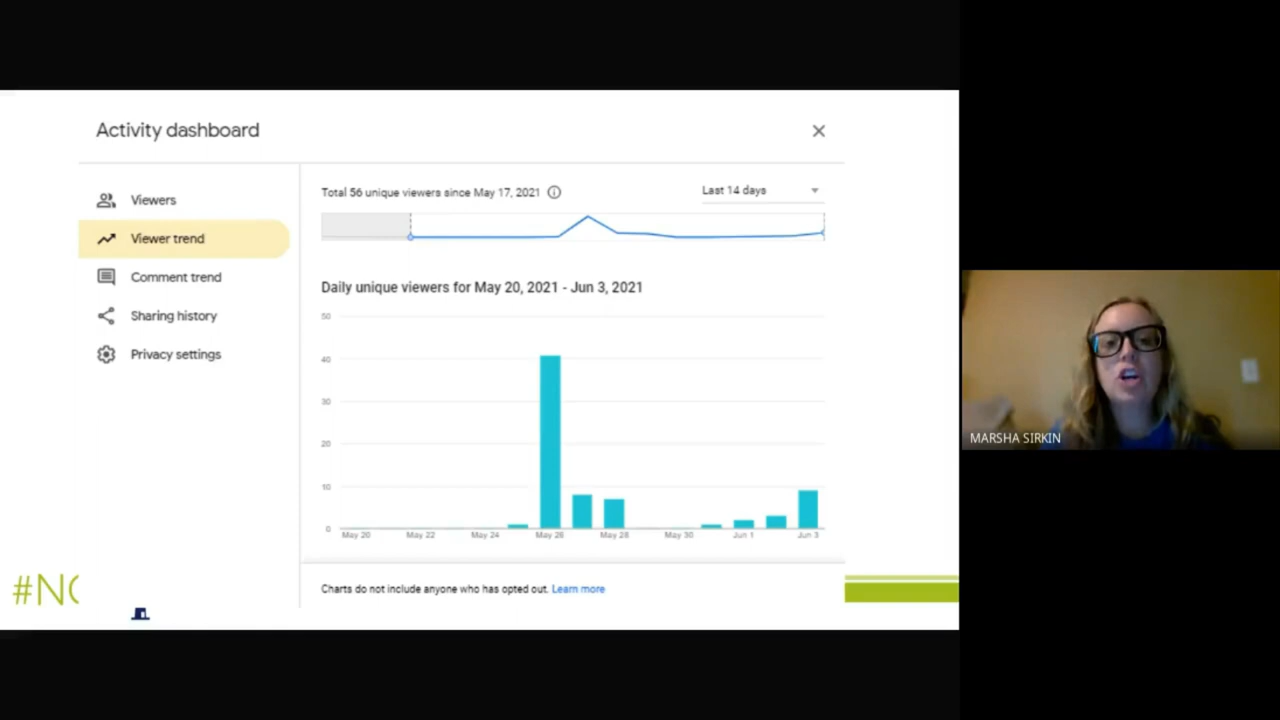 Activity dashboard
Viewers
Viewer trend
Comment trend
Sharing history
Privacy settings
Total 56 unique viewers since May 17, 2021
Last 14 days
Daily unique viewers for May 20, 2021 - Jun 3, 2021
50
40
30
20
10
0
May 20 May 22 May 24 May 26 May 28 May 30 Jun 1 Jun 3
Charts do not include anyone who has opted out. Learn more
#NC
MARSHA SIRKIN